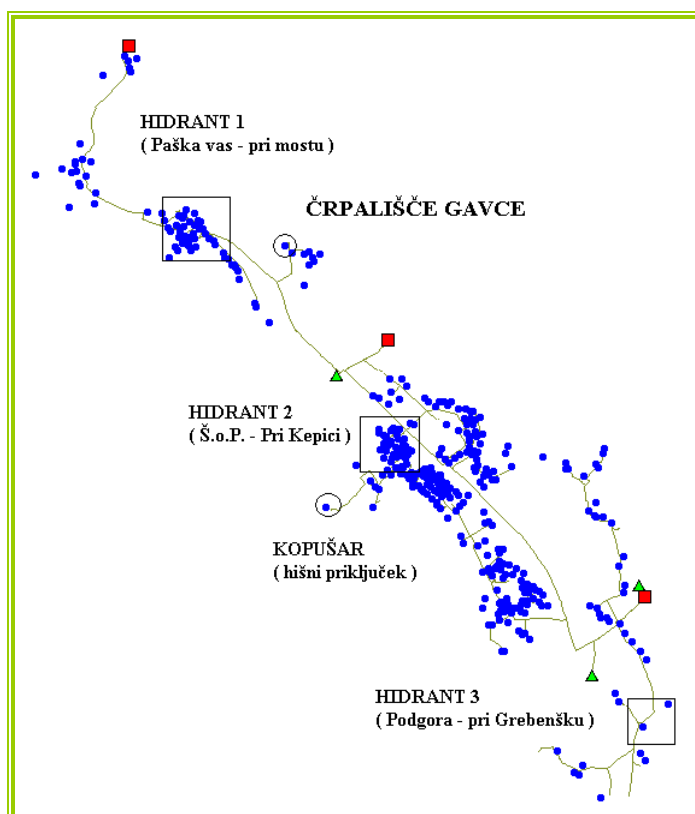 HIDRANT 1
( Paška vas - pri mostu )
ČRPALIŠČE GAVCE
HIDRANT 2
( Š.o.P. - Pri Kepici )
KOPUŠAR
( hišni priključek )
HIDRANT 3
( Podgora - pri Grebenšku )